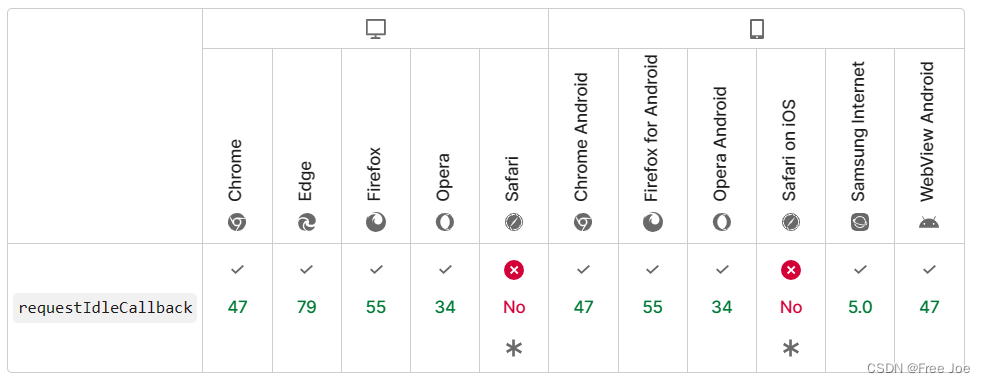 Chrome
Edge
Firefox
Opera
Safari
Chrome Android
Firefox for Android
Opera Android
Safari on iOS
Samsung Internet
WebView Android
requestIdleCallback 47 79 55 34 No 47 55 34 No 5.0 47
* *
CSDN @Free Joe